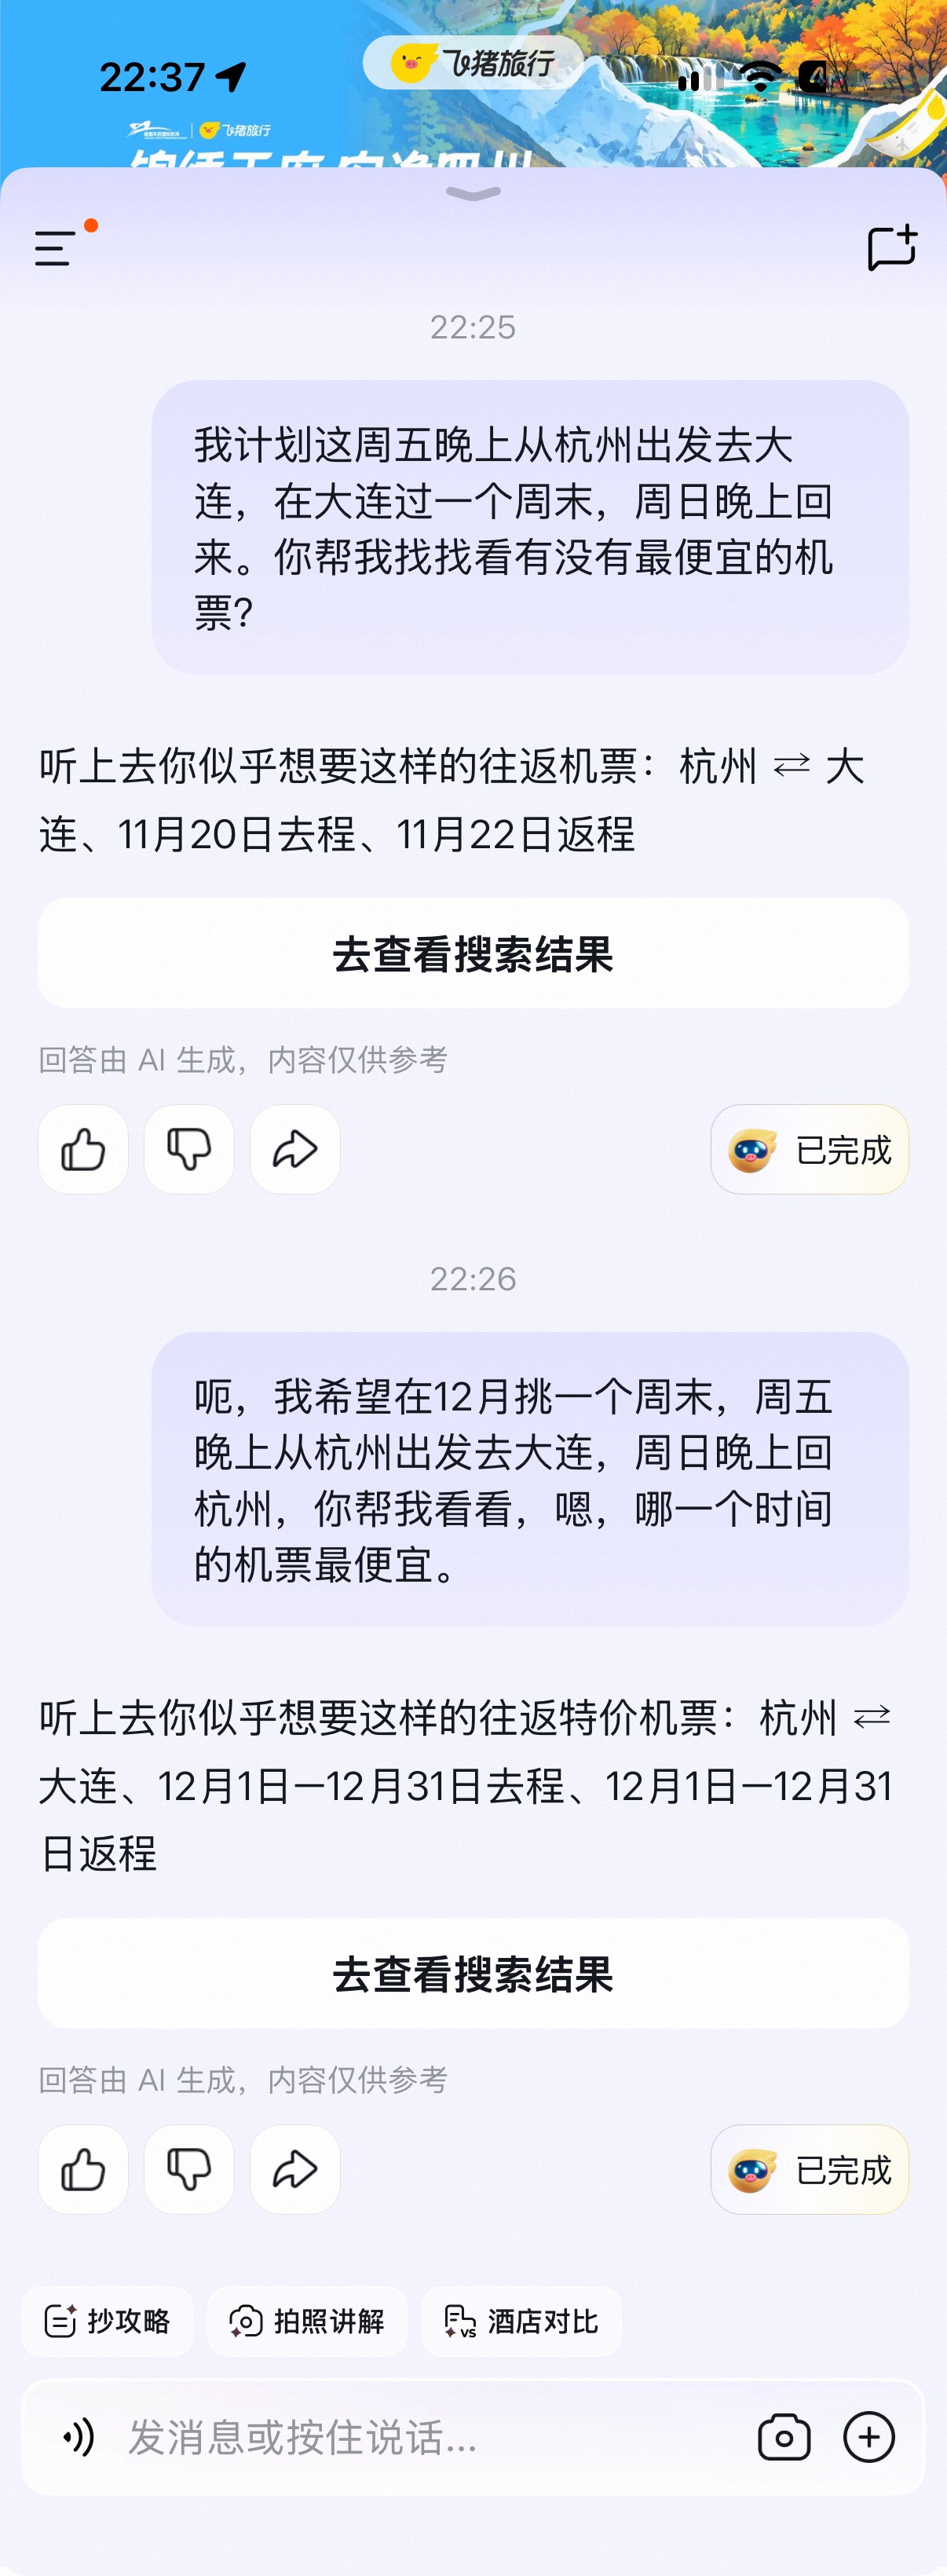 22:37
飞猪旅行
飞猪旅行
22:25
我计划这周五晚上从杭州出发去大
连，在大连过一个周末，周日晚上回
来。你帮我找找看有没有最便宜的机
票？
听上去你似乎想要这样的往返机票：杭州 ⇄ 大
连、11月20日去程、11月22日返程
去查看搜索结果
回答由 AI 生成，内容仅供参考
已完成
22:26
呃，我希望在12月挑一个周末，周五
晚上从杭州出发去大连，周日晚上回
杭州，你帮我看看，嗯，哪一个时间
的机票最便宜。
听上去你似乎想要这样的往返特价机票：杭州 ⇄
大连、12月1日—12月31日去程、12月1日—12月31
日返程
去查看搜索结果
回答由 AI 生成，内容仅供参考
已完成
抄攻略
拍照讲解
VS 酒店对比
发消息或按住说话...